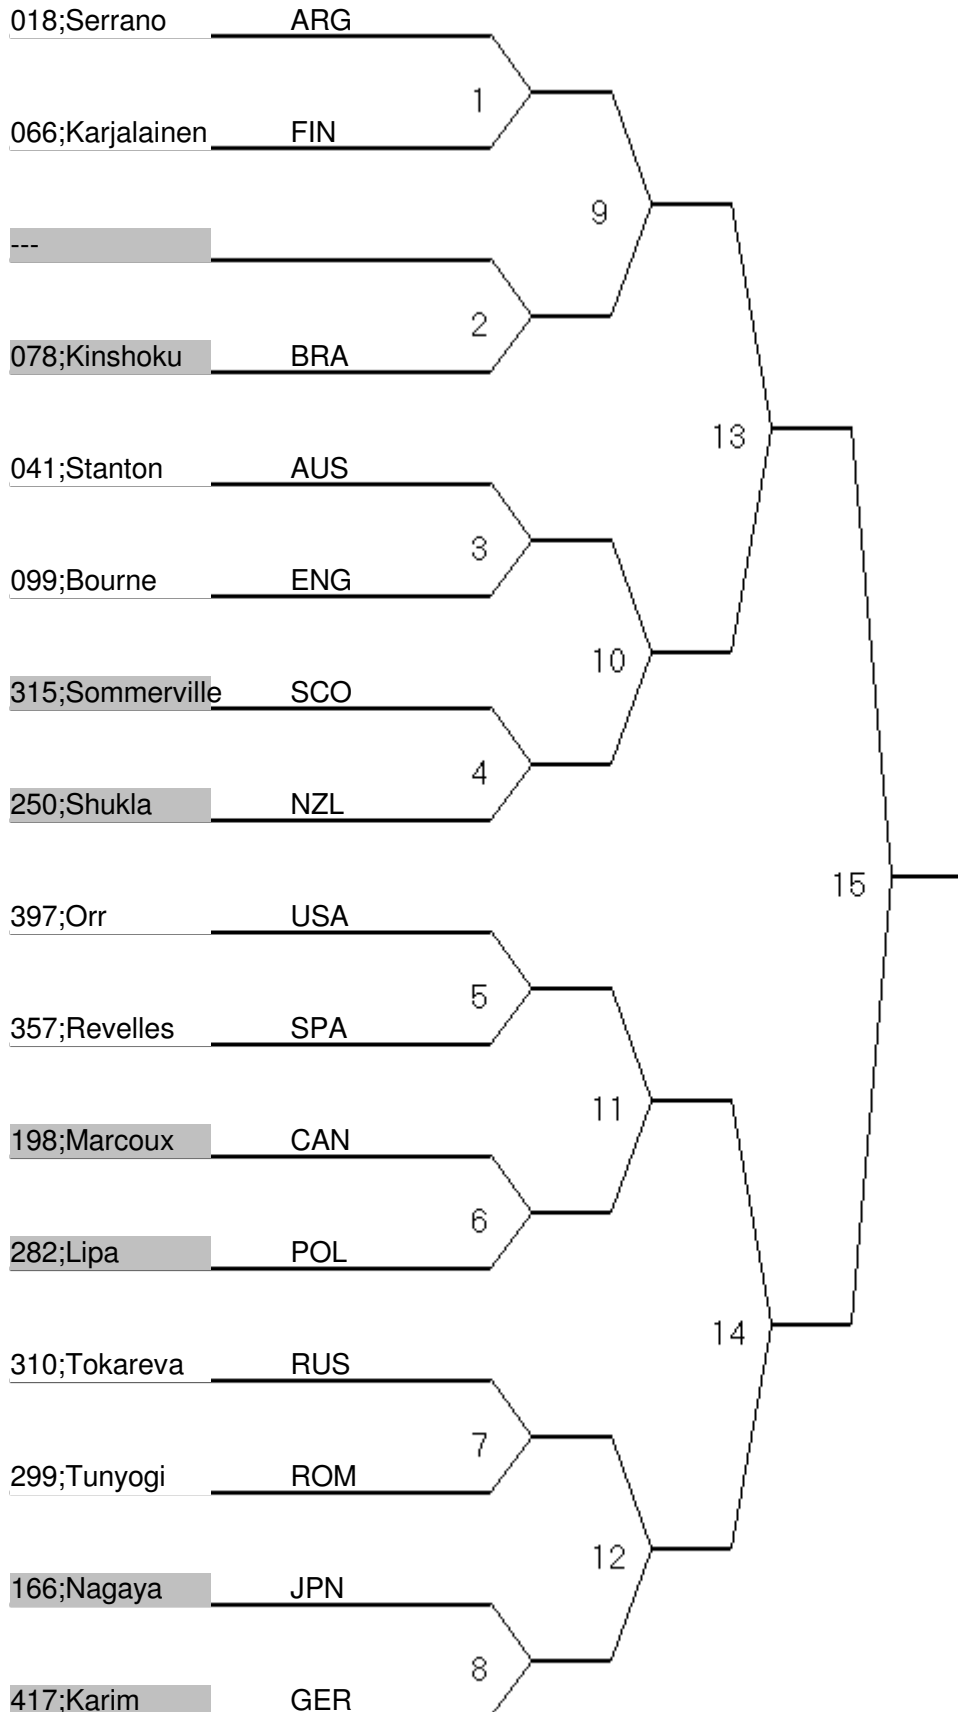 018;Serrano ARG
1
066;Karjalainen FIN
9
---
2
078;Kinshoku BRA
13
041;Stanton AUS
3
099;Bourne ENG
10
315;Sommerville SCO
4
250;Shukla NZL
15
397;Orr USA
5
357;Revelles SPA
11
198;Marcoux CAN
6
282;Lipa POL
14
310;Tokareva RUS
7
299;Tunyogi ROM
12
166;Nagaya JPN
8
417;Karim GER